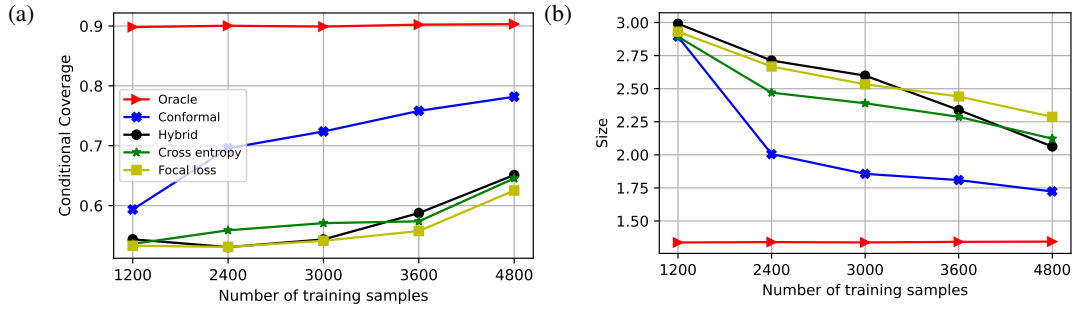 (a)
Conditional Coverage
0.9
0.8
0.7
0.6
Oracle
Conformal
Hybrid
Cross entropy
Focal loss
1200 2400 3000 3600 4800
Number of training samples
(b)
Size
3.00
2.75
2.50
2.25
2.00
1.75
1.50
1200 2400 3000 3600 4800
Number of training samples